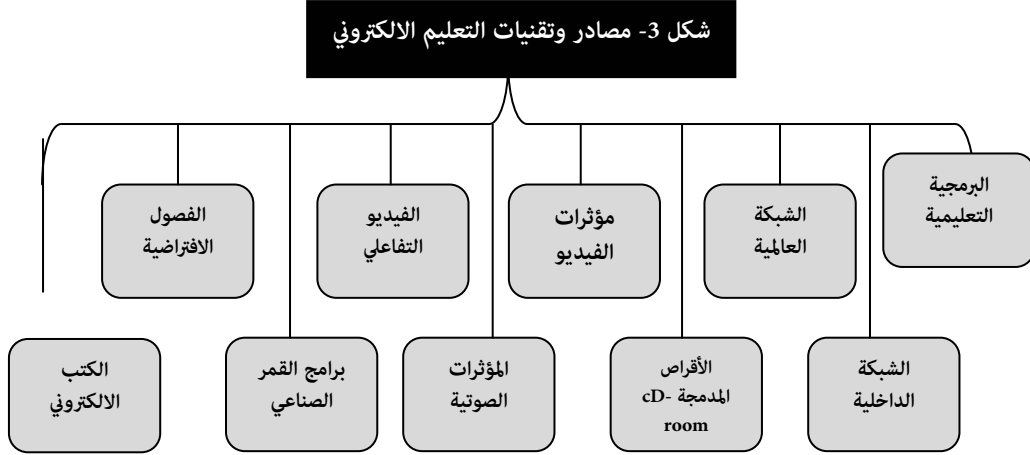 شكل 3- مصادر وتقنيات التعليم الالكتروني
البرمجية
التعليمية
الشبكة
العالمية
مؤثرات
الفيديو
الفيديو
التفاعلي
الفصول
الافتراضية
الشبكة
الداخلية
الأقراص
المدمجة cD-
room
المؤثرات
الصوتية
برامج القمر
الصناعي
الكتب
الالكتروني